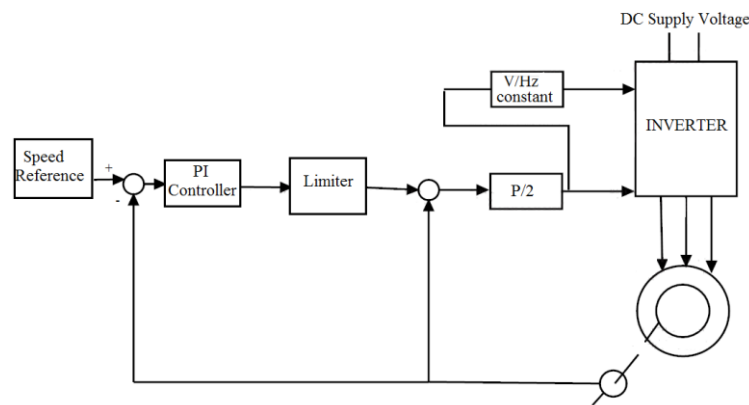 DC Supply Voltage
V/Hz
constant
INVERTER
Speed
Reference
+
-
PI
Controller
Limiter
P/2